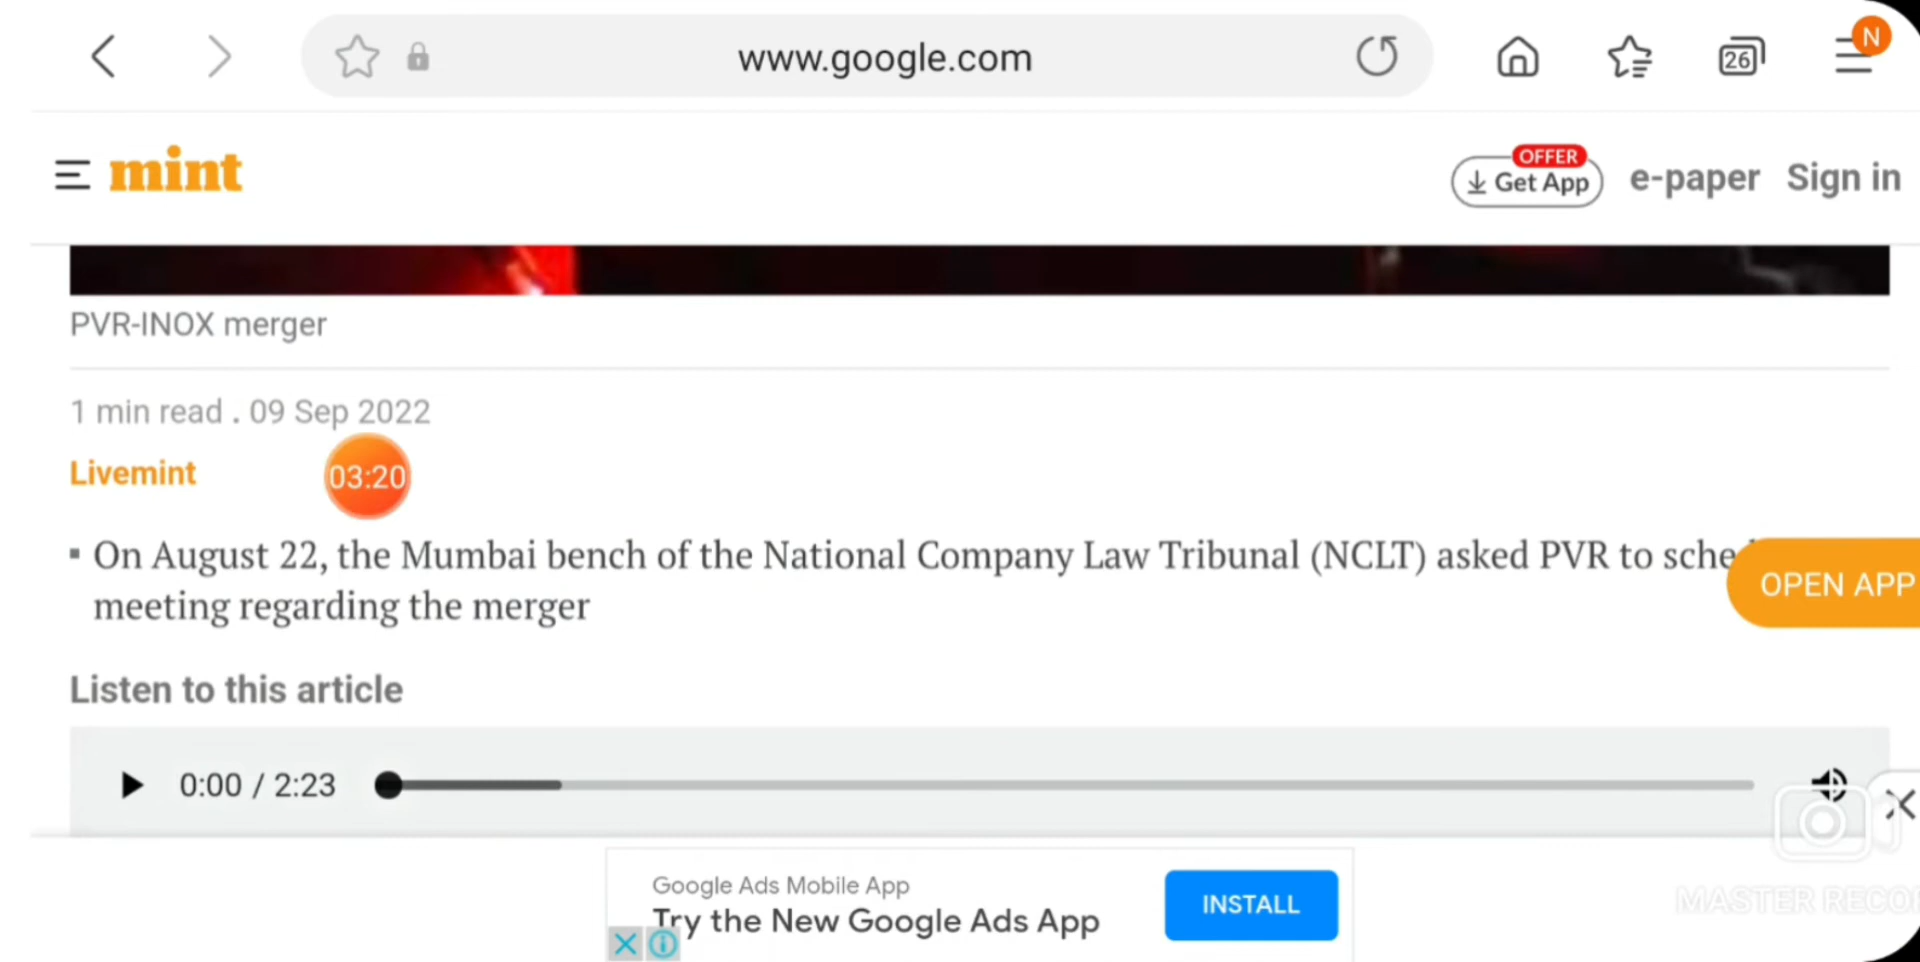 www.google.com
26
N
mint
OFFER
Get App
e-paper
Sign in
PVR-INOX merger
1 min read . 09 Sep 2022
Livemint
03:20
On August 22, the Mumbai bench of the National Company Law Tribunal (NCLT) asked PVR to
meeting regarding the merger
OPEN APP
Listen to this article
0:00 / 2:23
Google Ads Mobile App
Try the New Google Ads App
INSTALL
MASTER